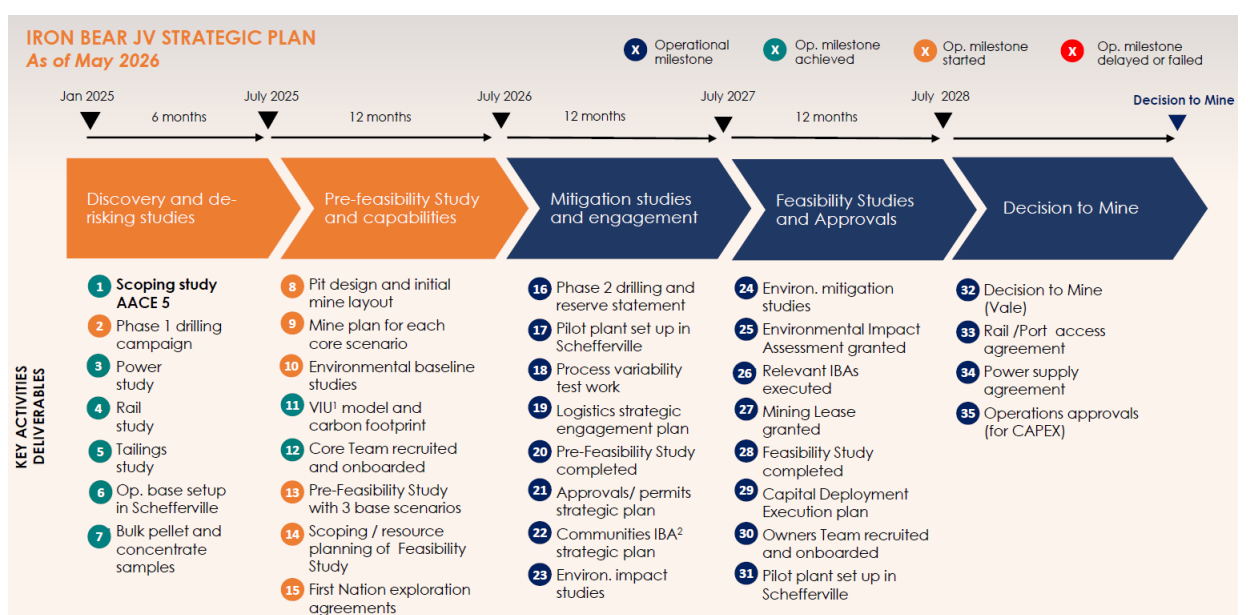 IRON BEAR JV STRATEGIC PLAN
As of May 2026
X Operational
milestone
X Op. milestone
achieved
X Op. milestone
started
X Op. milestone
delayed or failed
Jan 2025
July 2025
July 2026
July 2027
July 2028
Decision to Mine
6 months
12 months
12 months
12 months
Discovery and de-
risking studies
Pre-feasibility Study
and capabilities
Mitigation studies
and engagement
Feasibility Studies
and Approvals
Decision to Mine
KEY ACTIVITIES
DELIVERABLES
1 Scoping study
AACE 5
2 Phase 1 drilling
campaign
3 Power
study
4 Rail
study
5 Tailings
study
6 Op. base setup
in Schefferville
7 Bulk pellet and
concentrate
samples
8 Pit design and initial
mine layout
9 Mine plan for each
core scenario
10 Environmental baseline
studies
11 VIU¹ model and
carbon footprint
12 Core Team recruited
and onboarded
13 Pre-Feasibility Study
with 3 base scenarios
14 Scoping / resource
planning of Feasibility
Study
15 First Nation exploration
agreements
16 Phase 2 drilling and
reserve statement
17 Pilot plant set up in
Schefferville
18 Process variability
test work
19 Logistics strategic
engagement plan
20 Pre-Feasibility Study
completed
21 Approvals/ permits
strategic plan
22 Communities IBA²
strategic plan
23 Environ. impact
studies
24 Environ. mitigation
studies
25 Environmental Impact
Assessment granted
26 Relevant IBAs
executed
27 Mining Lease
granted
28 Feasibility Study
completed
29 Capital Deployment
Execution plan
30 Owners Team recruited
and onboarded
31 Pilot plant set up in
Schefferville
32 Decision to Mine
(Vale)
33 Rail /Port access
agreement
34 Power supply
agreement
35 Operations approvals
(for CAPEX)